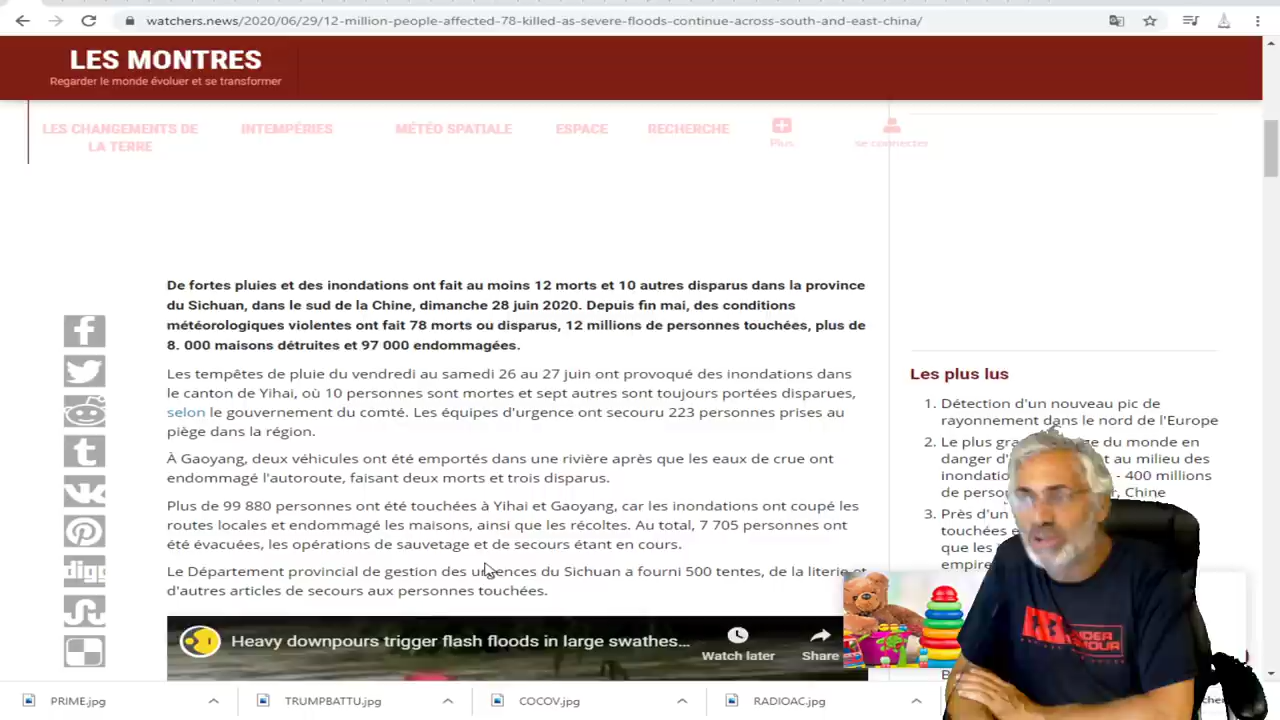 watchers.news/2020/06/29/12-million-people-affected-78-killed-as-severe-floods-continue-across-south-and-east-china/
LES MONTRES
Regarder le monde évoluer et se transformer
LES CHANGEMENTS DE
LA TERRE
INTEMPÉRIES
MÉTÉO SPATIALE
ESPACE
RECHERCHE
Plus
se connecter
De fortes pluies et des inondations ont fait au moins 12 morts et 10 autres disparus dans la province
du Sichuan, dans le sud de la Chine, dimanche 28 juin 2020. Depuis fin mai, des conditions
météorologiques violentes ont fait 78 morts ou disparus, 12 millions de personnes touchées, plus de
8. 000 maisons détruites et 97 000 endommagées.
Les tempêtes de pluie du vendredi au samedi 26 au 27 juin ont provoqué des inondations dans
le canton de Yihai, où 10 personnes sont mortes et sept autres sont toujours portées disparues,
selon le gouvernement du comté. Les équipes d'urgence ont secouru 223 personnes prises au
piège dans la région.
À Gaoyang, deux véhicules ont été emportés dans une rivière après que les eaux de crue ont
endommagé l'autoroute, faisant deux morts et trois disparus.
Plus de 99 880 personnes ont été touchées à Yihai et Gaoyang, car les inondations ont coupé les
routes locales et endommagé les maisons, ainsi que les récoltes. Au total, 7 705 personnes ont
été évacuées, les opérations de sauvetage et de secours étant en cours.
Le Département provincial de gestion des urgences du Sichuan a fourni 500 tentes, de la literie et
d'autres articles de secours aux personnes touchées.
Heavy downpours trigger flash floods in large swathes...
Watch later
Share
Les plus lus
1. Détection d'un nouveau pic de
rayonnement dans le nord de l'Europe
2. Le plus du monde en
danger au milieu des
- 400 millions
de Chine
3. Près d'un
touchées
que les
empire
PRIME.jpg
TRUMPBATTU.jpg
COCOV.jpg
RADIOAC.jpg